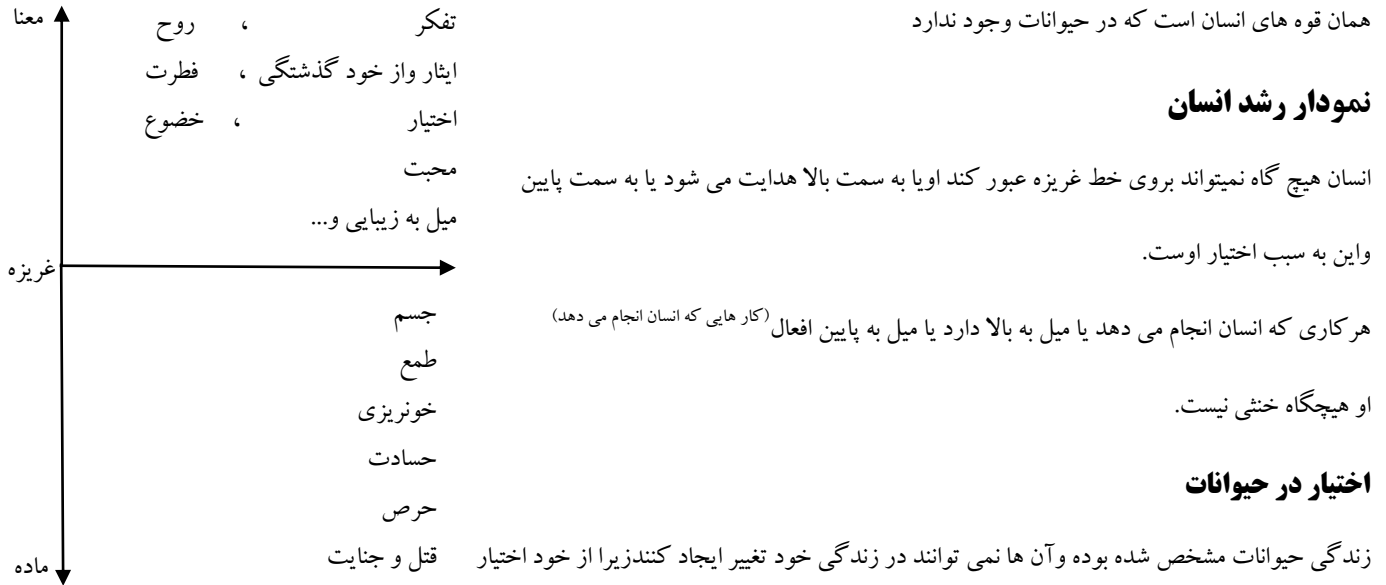 همان قوه های انسان است که در حیوانات وجود ندارد
نمودار رشد انسان
انسان هیچ گاه نمیتواند بروی خط غریزه عبور کند اویا به سمت بالا هدایت می شود یا به سمت پایین
واین به سبب اختیار اوست.
هرکاری که انسان انجام می دهد یا میل به بالا دارد یا میل به پایین افعال(کار هایی که انسان انجام می دهد)
او هیچگاه خنثی نیست.
اختیار در حیوانات
زندگی حیوانات مشخص شده بوده وآن ها نمی توانند در زندگی خود تغییر ایجاد کنندزیرا از خود اختیار
معنا
تفکر ، روح
ایثار واز خود گذشتگی ، فطرت
اختیار ، خضوع
محبت
میل به زیبایی و...
غریزه
جسم
طمع
خونریزی
حسادت
حرص
قتل و جنایت
ماده